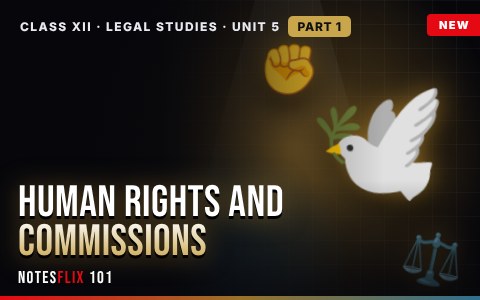 CLASS XII · LEGAL STUDIES · UNIT 5 PART 1
NEW
HUMAN RIGHTS AND
COMMISSIONS
NOTESFLIX 101